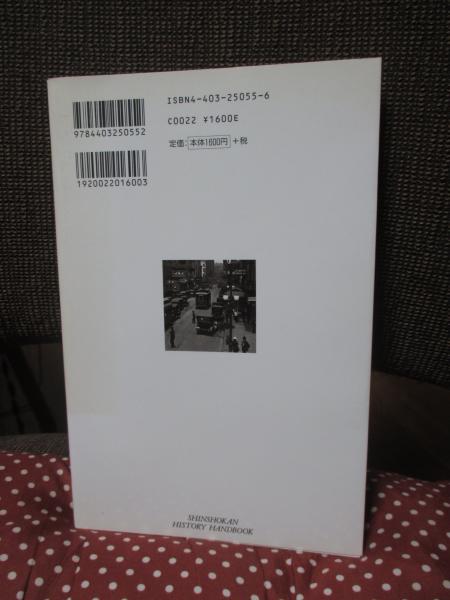 9784403250552
1920022016003
ISBN4-403-25055-6
C0022 ¥1600E
定価:本体1600円+税
SHINSHOKAN
HISTORY HANDBOOK